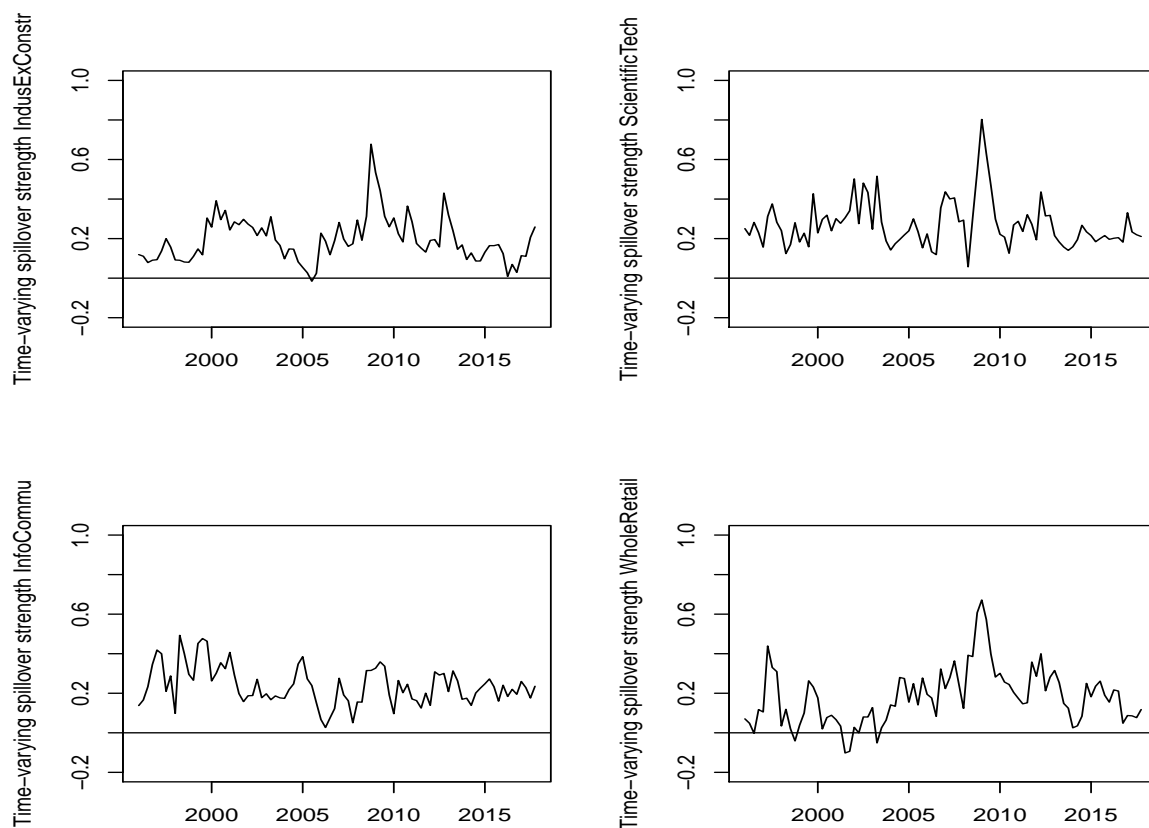 Time−varying spillover strength IndusExConstr
1.0
0.6
0.2
−0.2
2000 2005 2010 2015
Time−varying spillover strength ScientificTech
1.0
0.6
0.2
−0.2
2000 2005 2010 2015
Time−varying spillover strength InfoCommu
1.0
0.6
0.2
−0.2
2000 2005 2010 2015
Time−varying spillover strength WholeRetail
1.0
0.6
0.2
−0.2
2000 2005 2010 2015